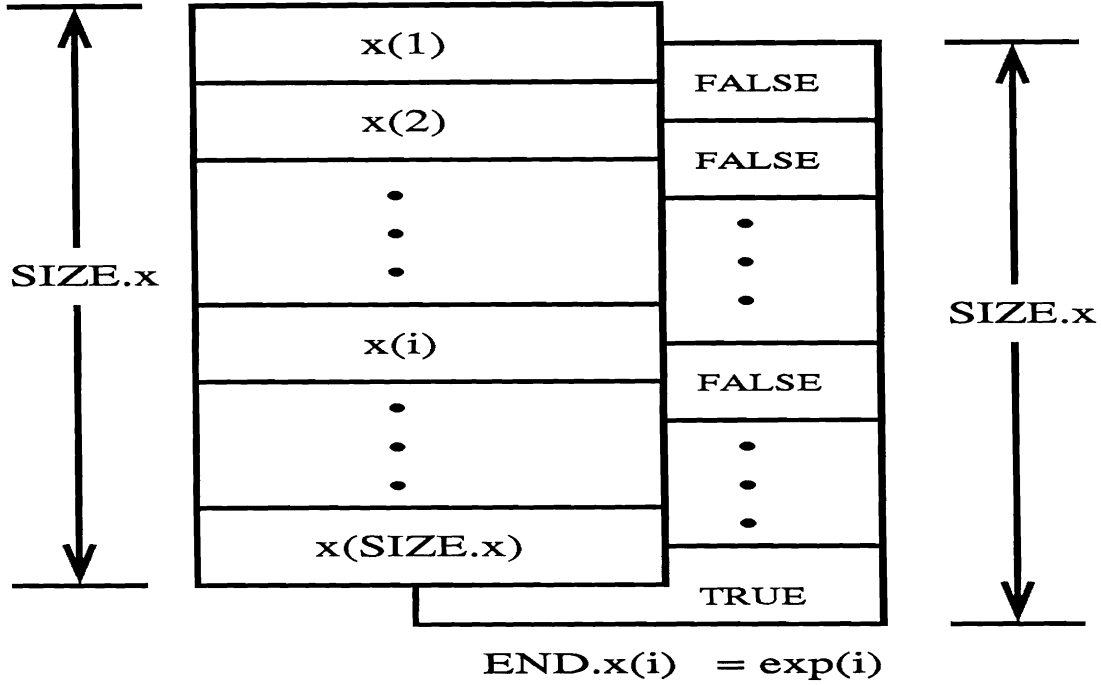 x(1)
FALSE
x(2)
FALSE
SIZE.x
SIZE.x
x(i)
FALSE
x(SIZE.x)
TRUE
END.x(i) = exp(i)